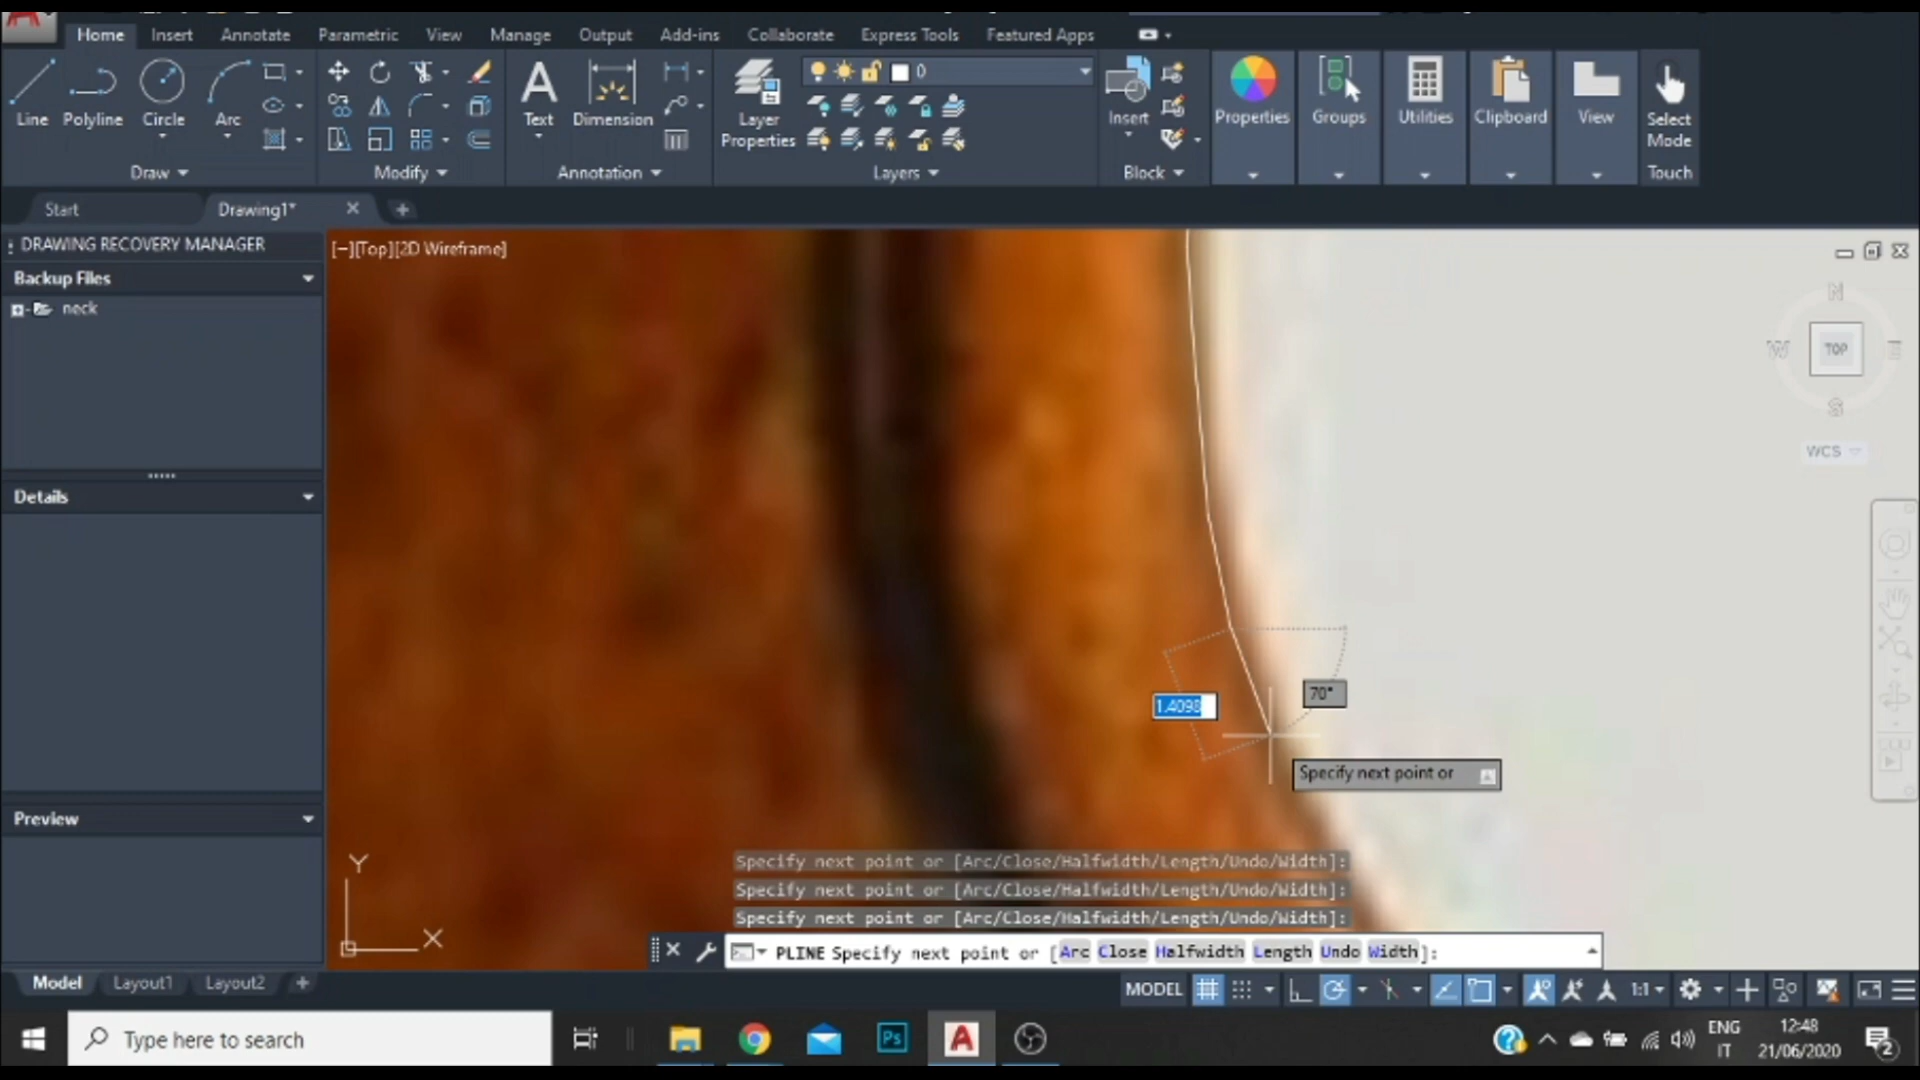 Home Insert Annotate Parametric View Manage Output Add-ins Collaborate Express Tools Featured Apps
0
Line Polyline Circle Arc Text Dimension Layer Properties Insert Properties Groups Utilities Clipboard View Select Mode
Draw Modify Annotation Layers Block Touch
Start Drawing1*
DRAWING RECOVERY MANAGER
[−][Top][2D Wireframe]
Backup Files
neck
N
W TOP E
S
WCS
Details
70°
1.4098
Specify next point or
Preview
Y
X
Specify next point or [Arc/Close/Halfwidth/Length/Undo/Width]:
Specify next point or [Arc/Close/Halfwidth/Length/Undo/Width]:
Specify next point or [Arc/Close/Halfwidth/Length/Undo/Width]:
PLINE Specify next point or [Arc Close Halfwidth Length Undo Width]:
Model Layout1 Layout2
MODEL 1:1
Type here to search
Ps
A
ENG
IT
12:48
21/06/2020
2